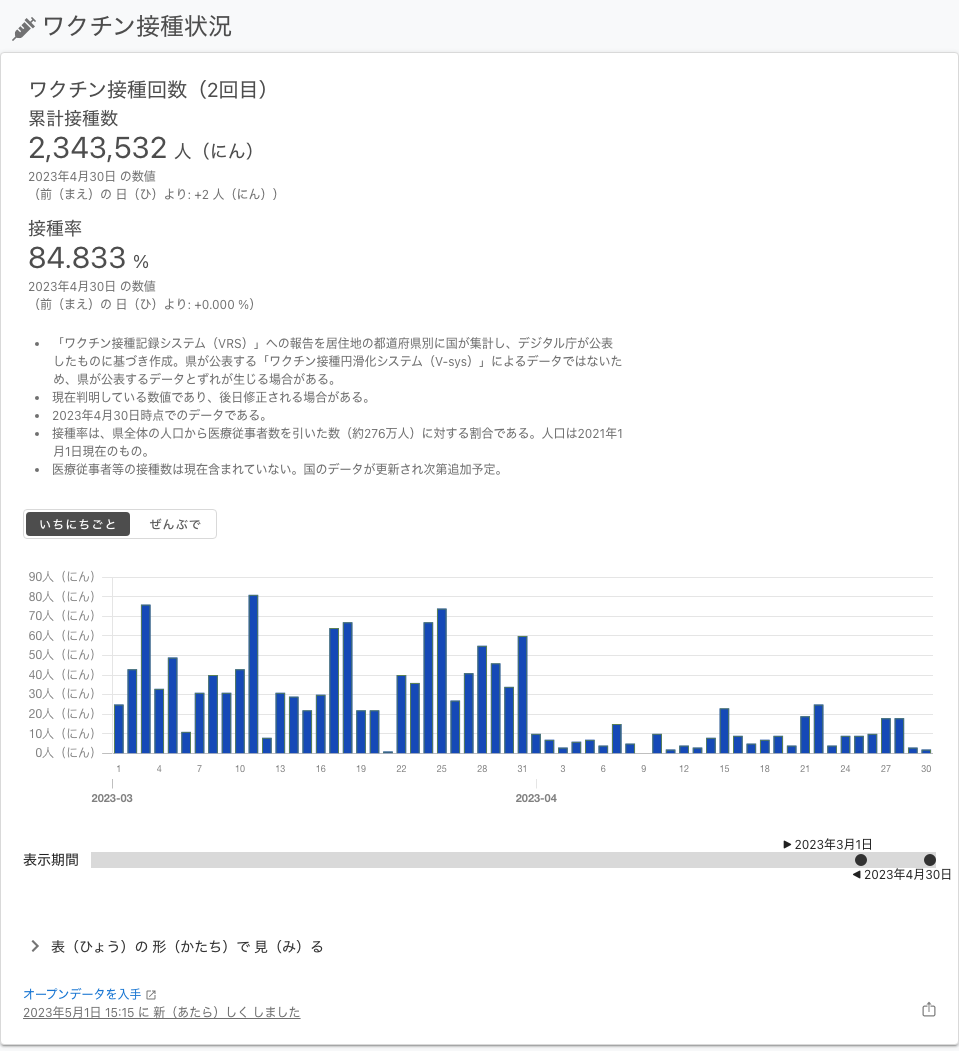 ワクチン接種状況
ワクチン接種回数（2回目）
累計接種数
2,343,532 人（にん）
2023年4月30日 の数値
（前（まえ）の 日（ひ）より: +2 人（にん））
接種率
84.833 %
2023年4月30日 の数値
（前（まえ）の 日（ひ）より: +0.000 %）
• 「ワクチン接種記録システム（VRS）」への報告を居住地の都道府県別に国が集計し、デジタル庁が公表
したものに基づき作成。県が公表する「ワクチン接種円滑化システム（V-sys）」によるデータではないた
め、県が公表するデータとずれが生じる場合がある。
• 現在判明している数値であり、後日修正される場合がある。
• 2023年4月30日時点でのデータである。
• 接種率は、県全体の人口から医療従事者数を引いた数（約276万人）に対する割合である。人口は2021年1
月1日現在のもの。
• 医療従事者等の接種数は現在含まれていない。国のデータが更新され次第追加予定。
いちにちごと ぜんぶで
90人（にん）
80人（にん）
70人（にん）
60人（にん）
50人（にん）
40人（にん）
30人（にん）
20人（にん）
10人（にん）
0人（にん）
1 4 7 10 13 16 19 22 25 28 31 3 6 9 12 15 18 21 24 27 30
2023-03 2023-04
2023年3月1日
表示期間
2023年4月30日
表（ひょう）の 形（かたち）で 見（み）る
オープンデータを入手
2023年5月1日 15:15 に 新（あたら）しく しました